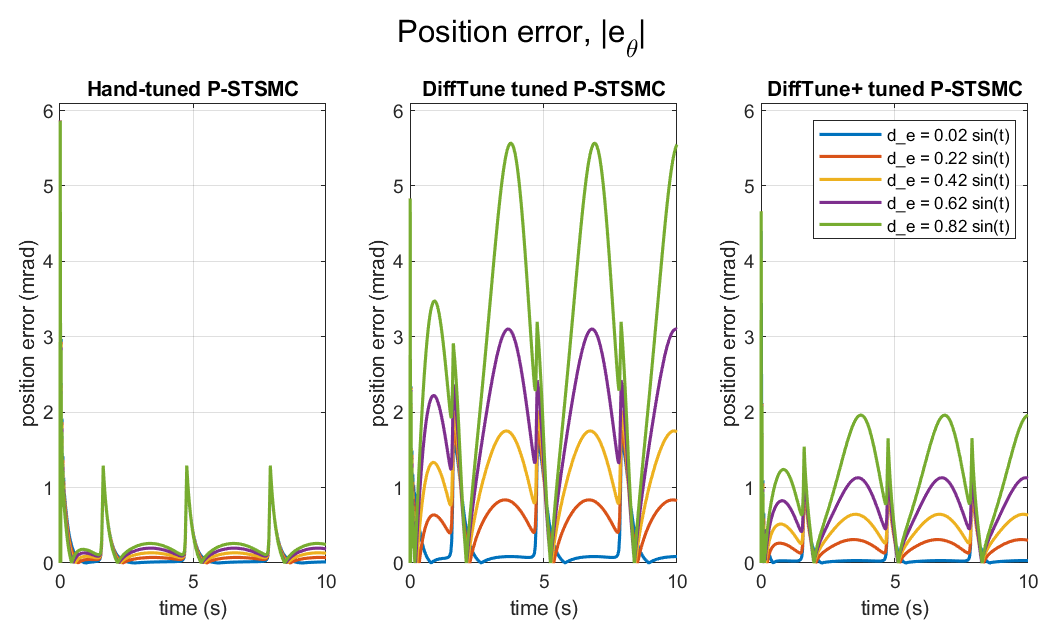 Position error, |e_θ|
Hand-tuned P-STSMC
DiffTune tuned P-STSMC
DiffTune+ tuned P-STSMC
position error (mrad)
6
5
4
3
2
1
0
0 5 10
time (s)
position error (mrad)
6
5
4
3
2
1
0
0 5 10
time (s)
position error (mrad)
6
5
4
3
2
1
0
0 5 10
time (s)
d_e = 0.02 sin(t)
d_e = 0.22 sin(t)
d_e = 0.42 sin(t)
d_e = 0.62 sin(t)
d_e = 0.82 sin(t)